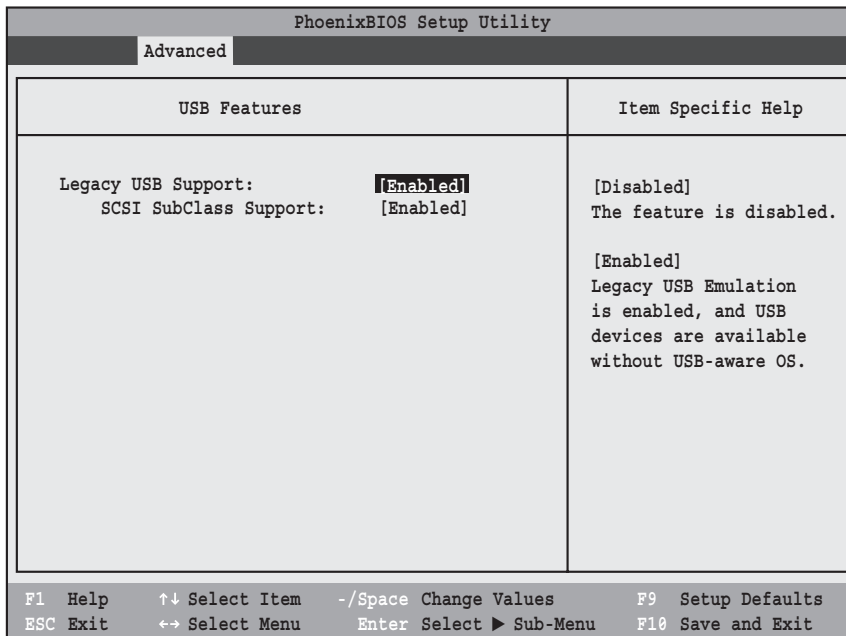 PhoenixBIOS Setup Utility
Advanced
USB Features
Item Specific Help
Legacy USB Support: [Enabled]
SCSI SubClass Support: [Enabled]
[Disabled]
The feature is disabled.
[Enabled]
Legacy USB Emulation
is enabled, and USB
devices are available
without USB-aware OS.
F1 Help ↑↓ Select Item -/Space Change Values F9 Setup Defaults
ESC Exit ←→ Select Menu Enter Select ▶ Sub-Menu F10 Save and Exit